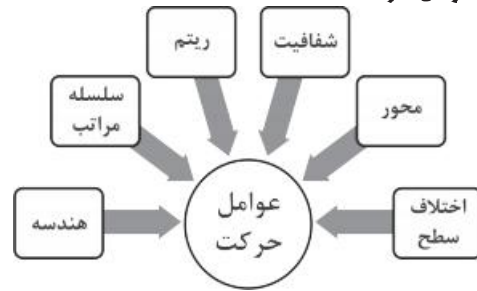 شفافیت
ریتم
محور
سلسله
مراتب
اختلاف
سطح
هندسه
عوامل
حرکت